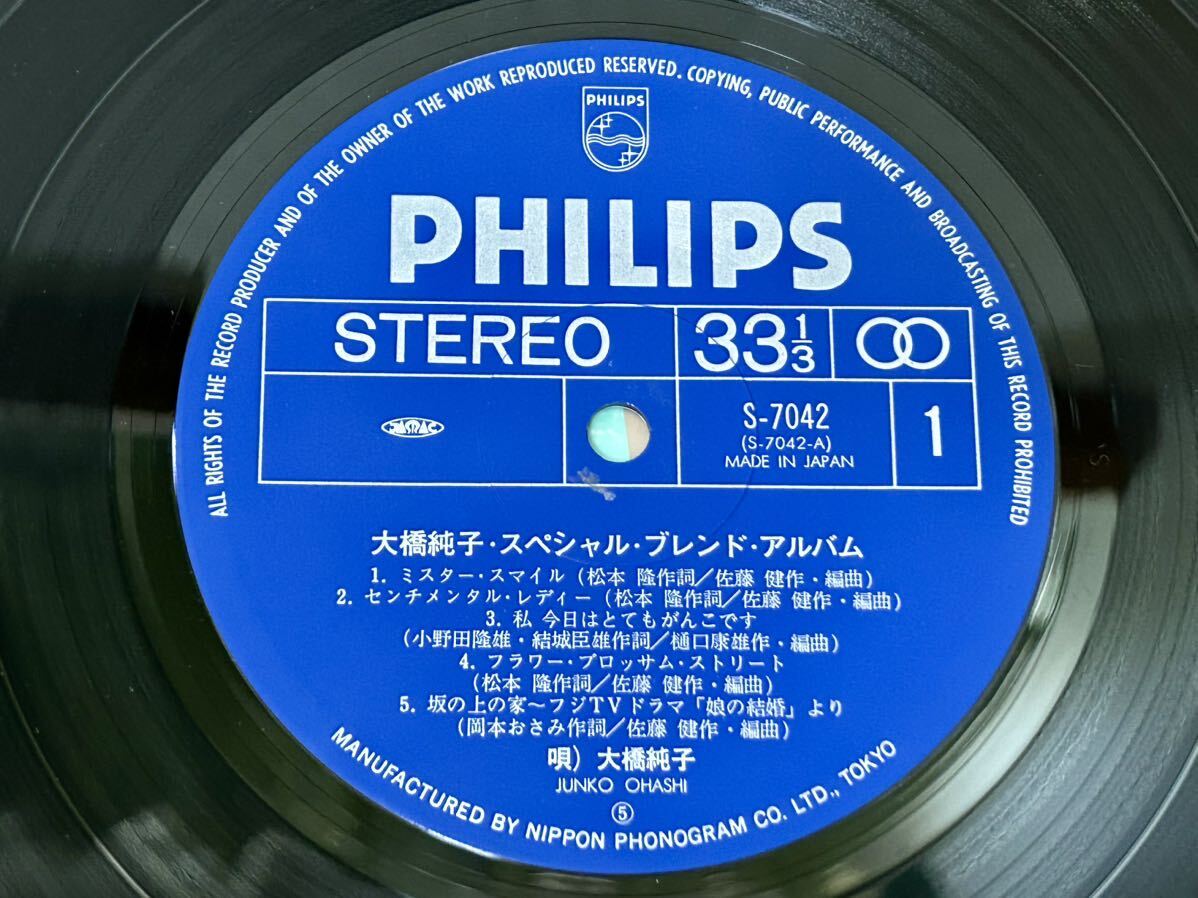 ALL RIGHTS OF THE RECORD PRODUCER AND OF THE OWNER OF THE WORK REPRODUCED RESERVED. COPYING, PUBLIC PERFORMANCE AND BROADCASTING OF THIS RECORD PROHIBITED
PHILIPS
PHILIPS
STEREO 33 1/3
JASRAC S-7042 1
(S-7042-A)
MADE IN JAPAN
大橋純子・スペシャル・ブレンド・アルバム
1. ミスター・スマイル (松本 隆作詞/佐藤 健作・編曲)
2. センチメンタル・レディー (松本 隆作詞/佐藤 健作・編曲)
3. 私 今日はとてもがんこです
(小野田隆雄・結城臣雄作詞/樋口康雄作・編曲)
4. フラワー・ブロッサム・ストリート
(松本 隆作詞/佐藤 健作・編曲)
5. 坂の上の家～フジTVドラマ「娘の結婚」より
(岡本おさみ作詞/佐藤 健作・編曲)
唄) 大橋純子
JUNKO OHASHI
⑤
MANUFACTURED BY NIPPON PHONOGRAM CO. LTD., TOKYO